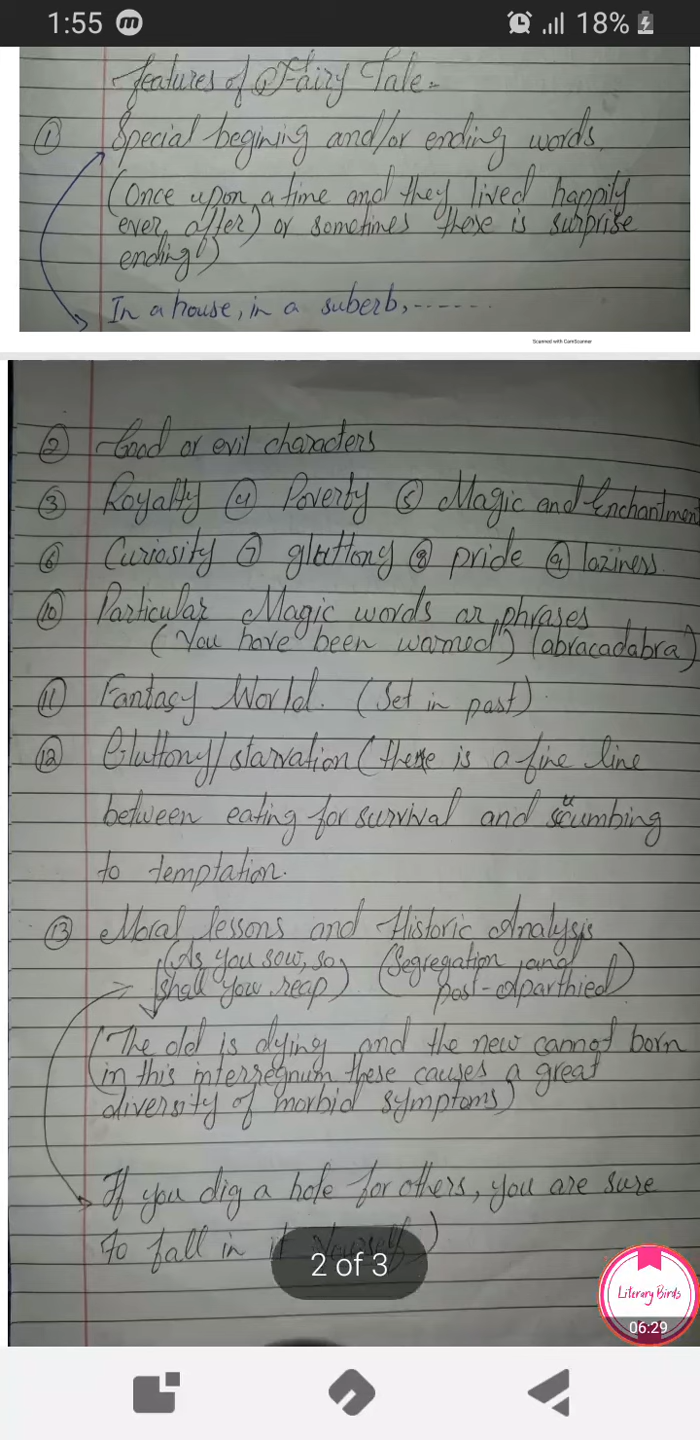 1:55 m 18%
Features of Fairy Tale-
① Special begining and/or ending words.
(Once upon a time and they lived happily
ever after) or sometimes there is surprise
ending)
In a house, in a suberb,------
Scanned with CamScanner
② Good or evil characters
③ Royalty ④ Poverty ⑤ Magic and Enchantment
⑥ Curiosity ⑦ gluttony ⑧ pride ⑨ laziness
⑩ Particular Magic words or phrases
(You have been warned) (abracadabra)
⑪ Fantasy World. (Set in past).
⑫ Gluttony/starvation (there is a fine line
between eating for survival and sucumbing
to temptation.
⑬ Moral lessons and Historic Analysis
(As you sow, so (Segregation and
shall you reap) post-Aparthied)
(The old is dying and the new cannot born
in this interregnum these causes a great
diversity of morbid symptoms)
If you dig a hole for others, you are sure
to fall in it yourself)
2 of 3
Literary Birds
06:29